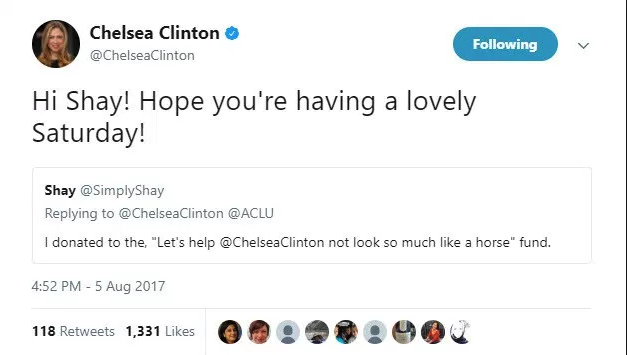 Chelsea Clinton
@ChelseaClinton
Following
Hi Shay! Hope you're having a lovely
Saturday!
Shay @SimplyShay
Replying to @ChelseaClinton @ACLU
I donated to the, "Let's help @ChelseaClinton not look so much like a horse" fund.
4:52 PM - 5 Aug 2017
118 Retweets 1,331 Likes